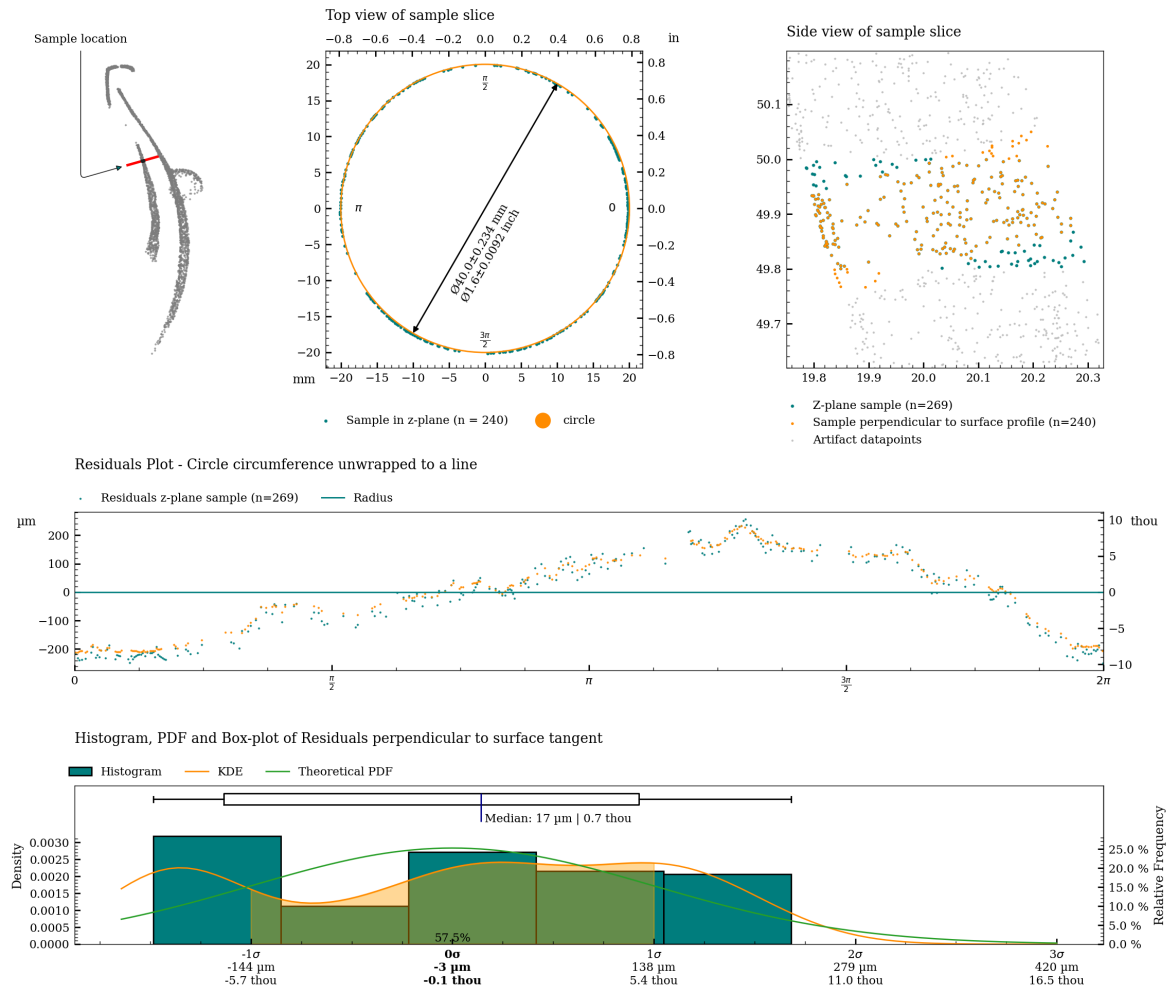 Sample location
Top view of sample slice
−0.8 −0.6 −0.4 −0.2 0.0 0.2 0.4 0.6 0.8 in
20
15
10
5
0
−5
−10
−15
−20
0.8
0.6
0.4
0.2
0.0
−0.2
−0.4
−0.6
−0.8
π/2
π
0
3π/2
Ø40.0±0.234 mm
Ø1.6±0.0092 inch
mm −20 −15 −10 −5 0 5 10 15 20
Sample in z-plane (n = 240) circle
Side view of sample slice
50.1
50.0
49.9
49.8
49.7
19.8 19.9 20.0 20.1 20.2 20.3
Z-plane sample (n=269)
Sample perpendicular to surface profile (n=240)
Artifact datapoints
Residuals Plot - Circle circumference unwrapped to a line
Residuals z-plane sample (n=269) Radius
µm
200
100
0
−100
−200
10 thou
5
0
−5
−10
0 π/2 π 3π/2 2π
Histogram, PDF and Box-plot of Residuals perpendicular to surface tangent
Histogram KDE Theoretical PDF
Median: 17 µm | 0.7 thou
Density
0.0030
0.0025
0.0020
0.0015
0.0010
0.0005
0.0000
25.0 %
20.0 %
15.0 %
10.0 %
5.0 %
0.0 %
Relative Frequency
57.5%
-1σ 0σ 1σ 2σ 3σ
-144 µm -3 µm 138 µm 279 µm 420 µm
-5.7 thou -0.1 thou 5.4 thou 11.0 thou 16.5 thou